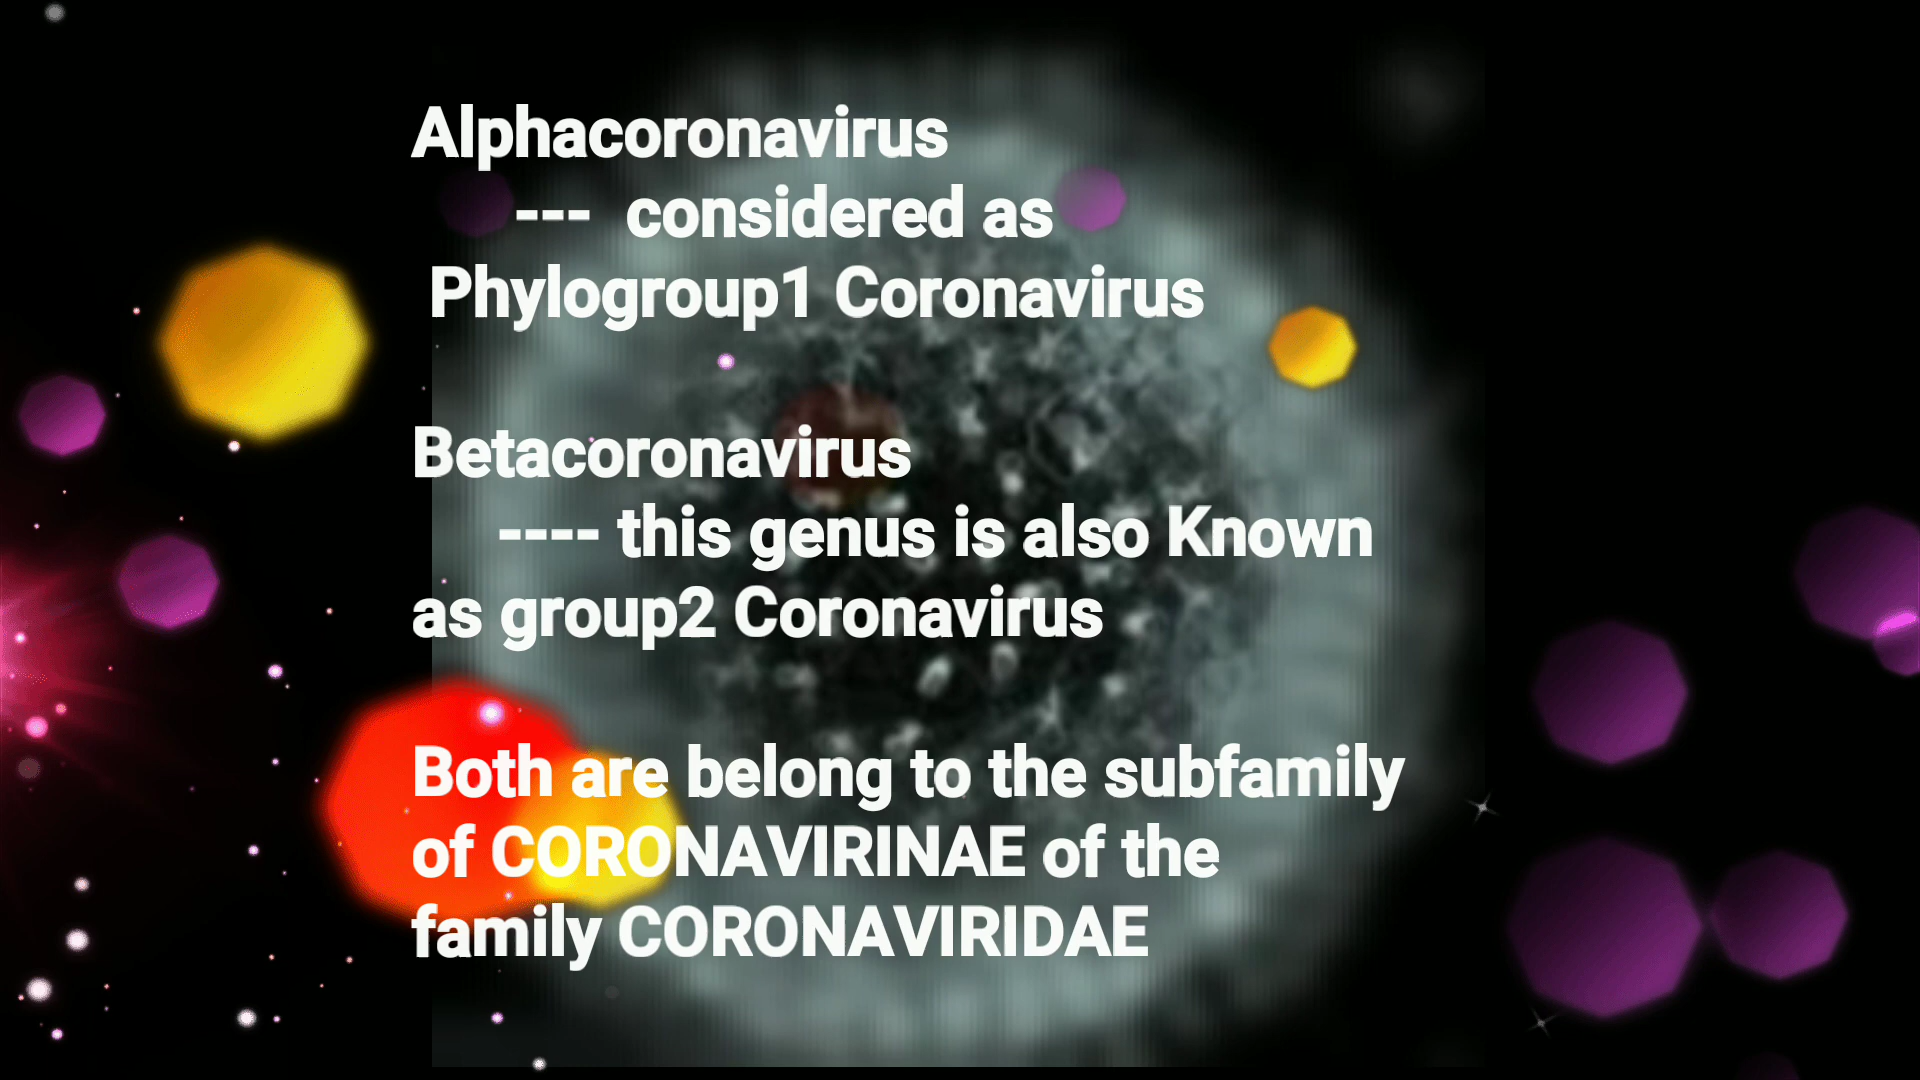 Alphacoronavirus
--- considered as
Phylogroup1 Coronavirus
Betacoronavirus
---- this genus is also Known
as group2 Coronavirus
Both are belong to the subfamily
of CORONAVIRINAE of the
family CORONAVIRIDAE